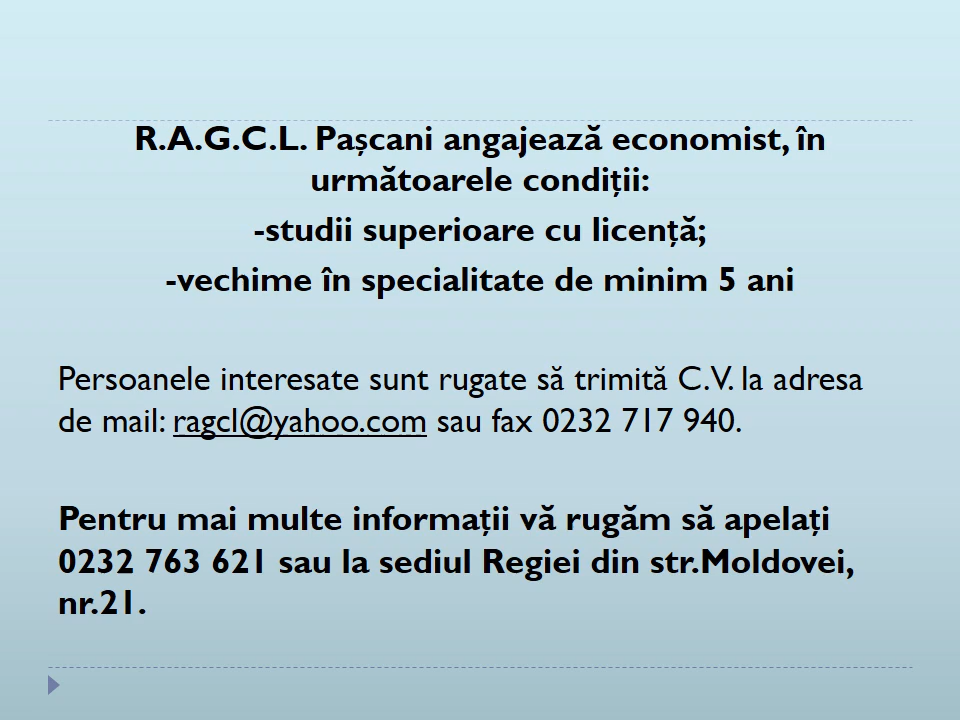 R.A.G.C.L. Pașcani angajează economist, în
următoarele condiții:
-studii superioare cu licență;
-vechime în specialitate de minim 5 ani
Persoanele interesate sunt rugate să trimită C.V. la adresa
de mail: ragcl@yahoo.com sau fax 0232 717 940.
Pentru mai multe informații vă rugăm să apelați
0232 763 621 sau la sediul Regiei din str.Moldovei,
nr.21.